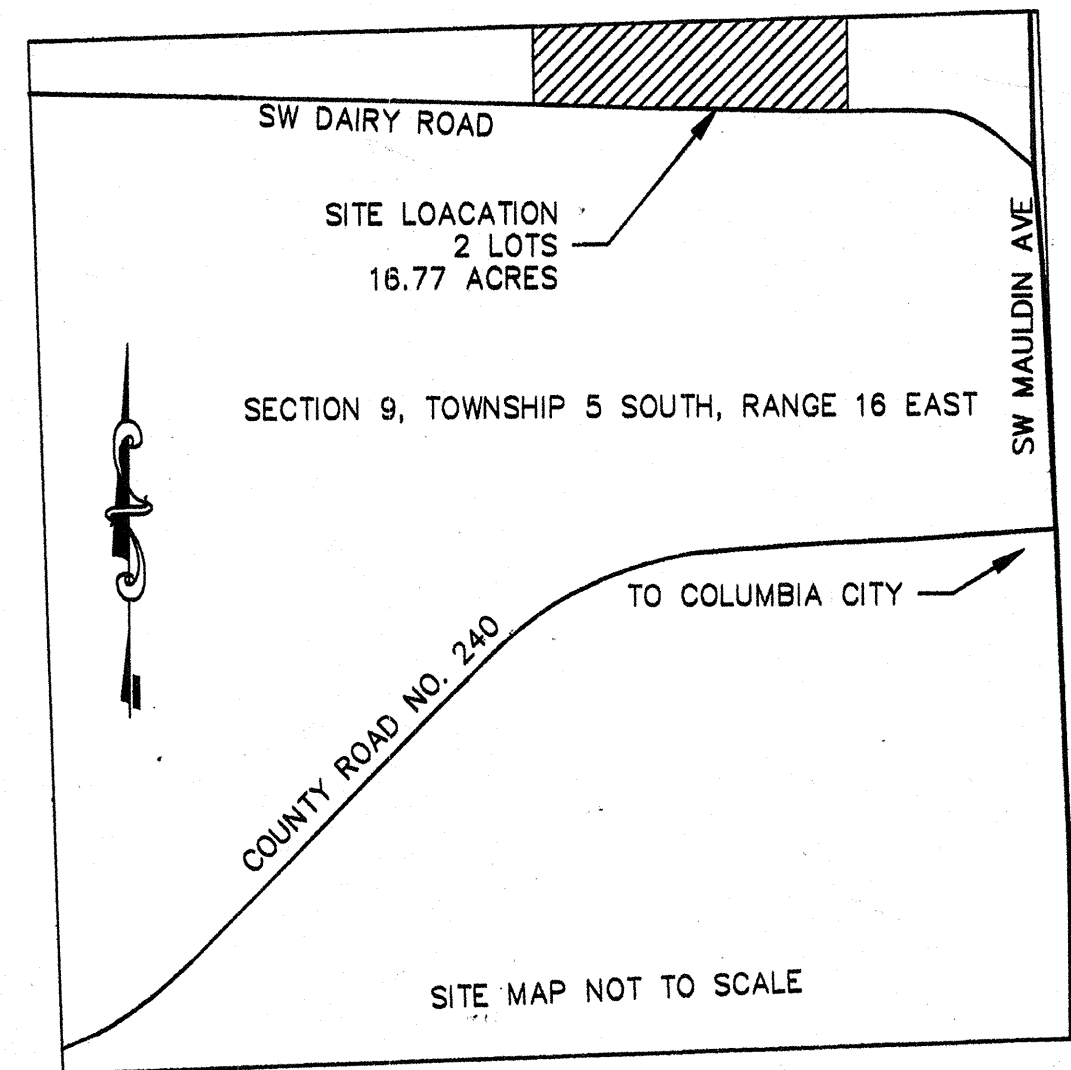 SW DAIRY ROAD
SITE LOACATION
2 LOTS
16.77 ACRES
SW MAULDIN AVE
SECTION 9, TOWNSHIP 5 SOUTH, RANGE 16 EAST
TO COLUMBIA CITY
COUNTY ROAD NO. 240
SITE MAP NOT TO SCALE